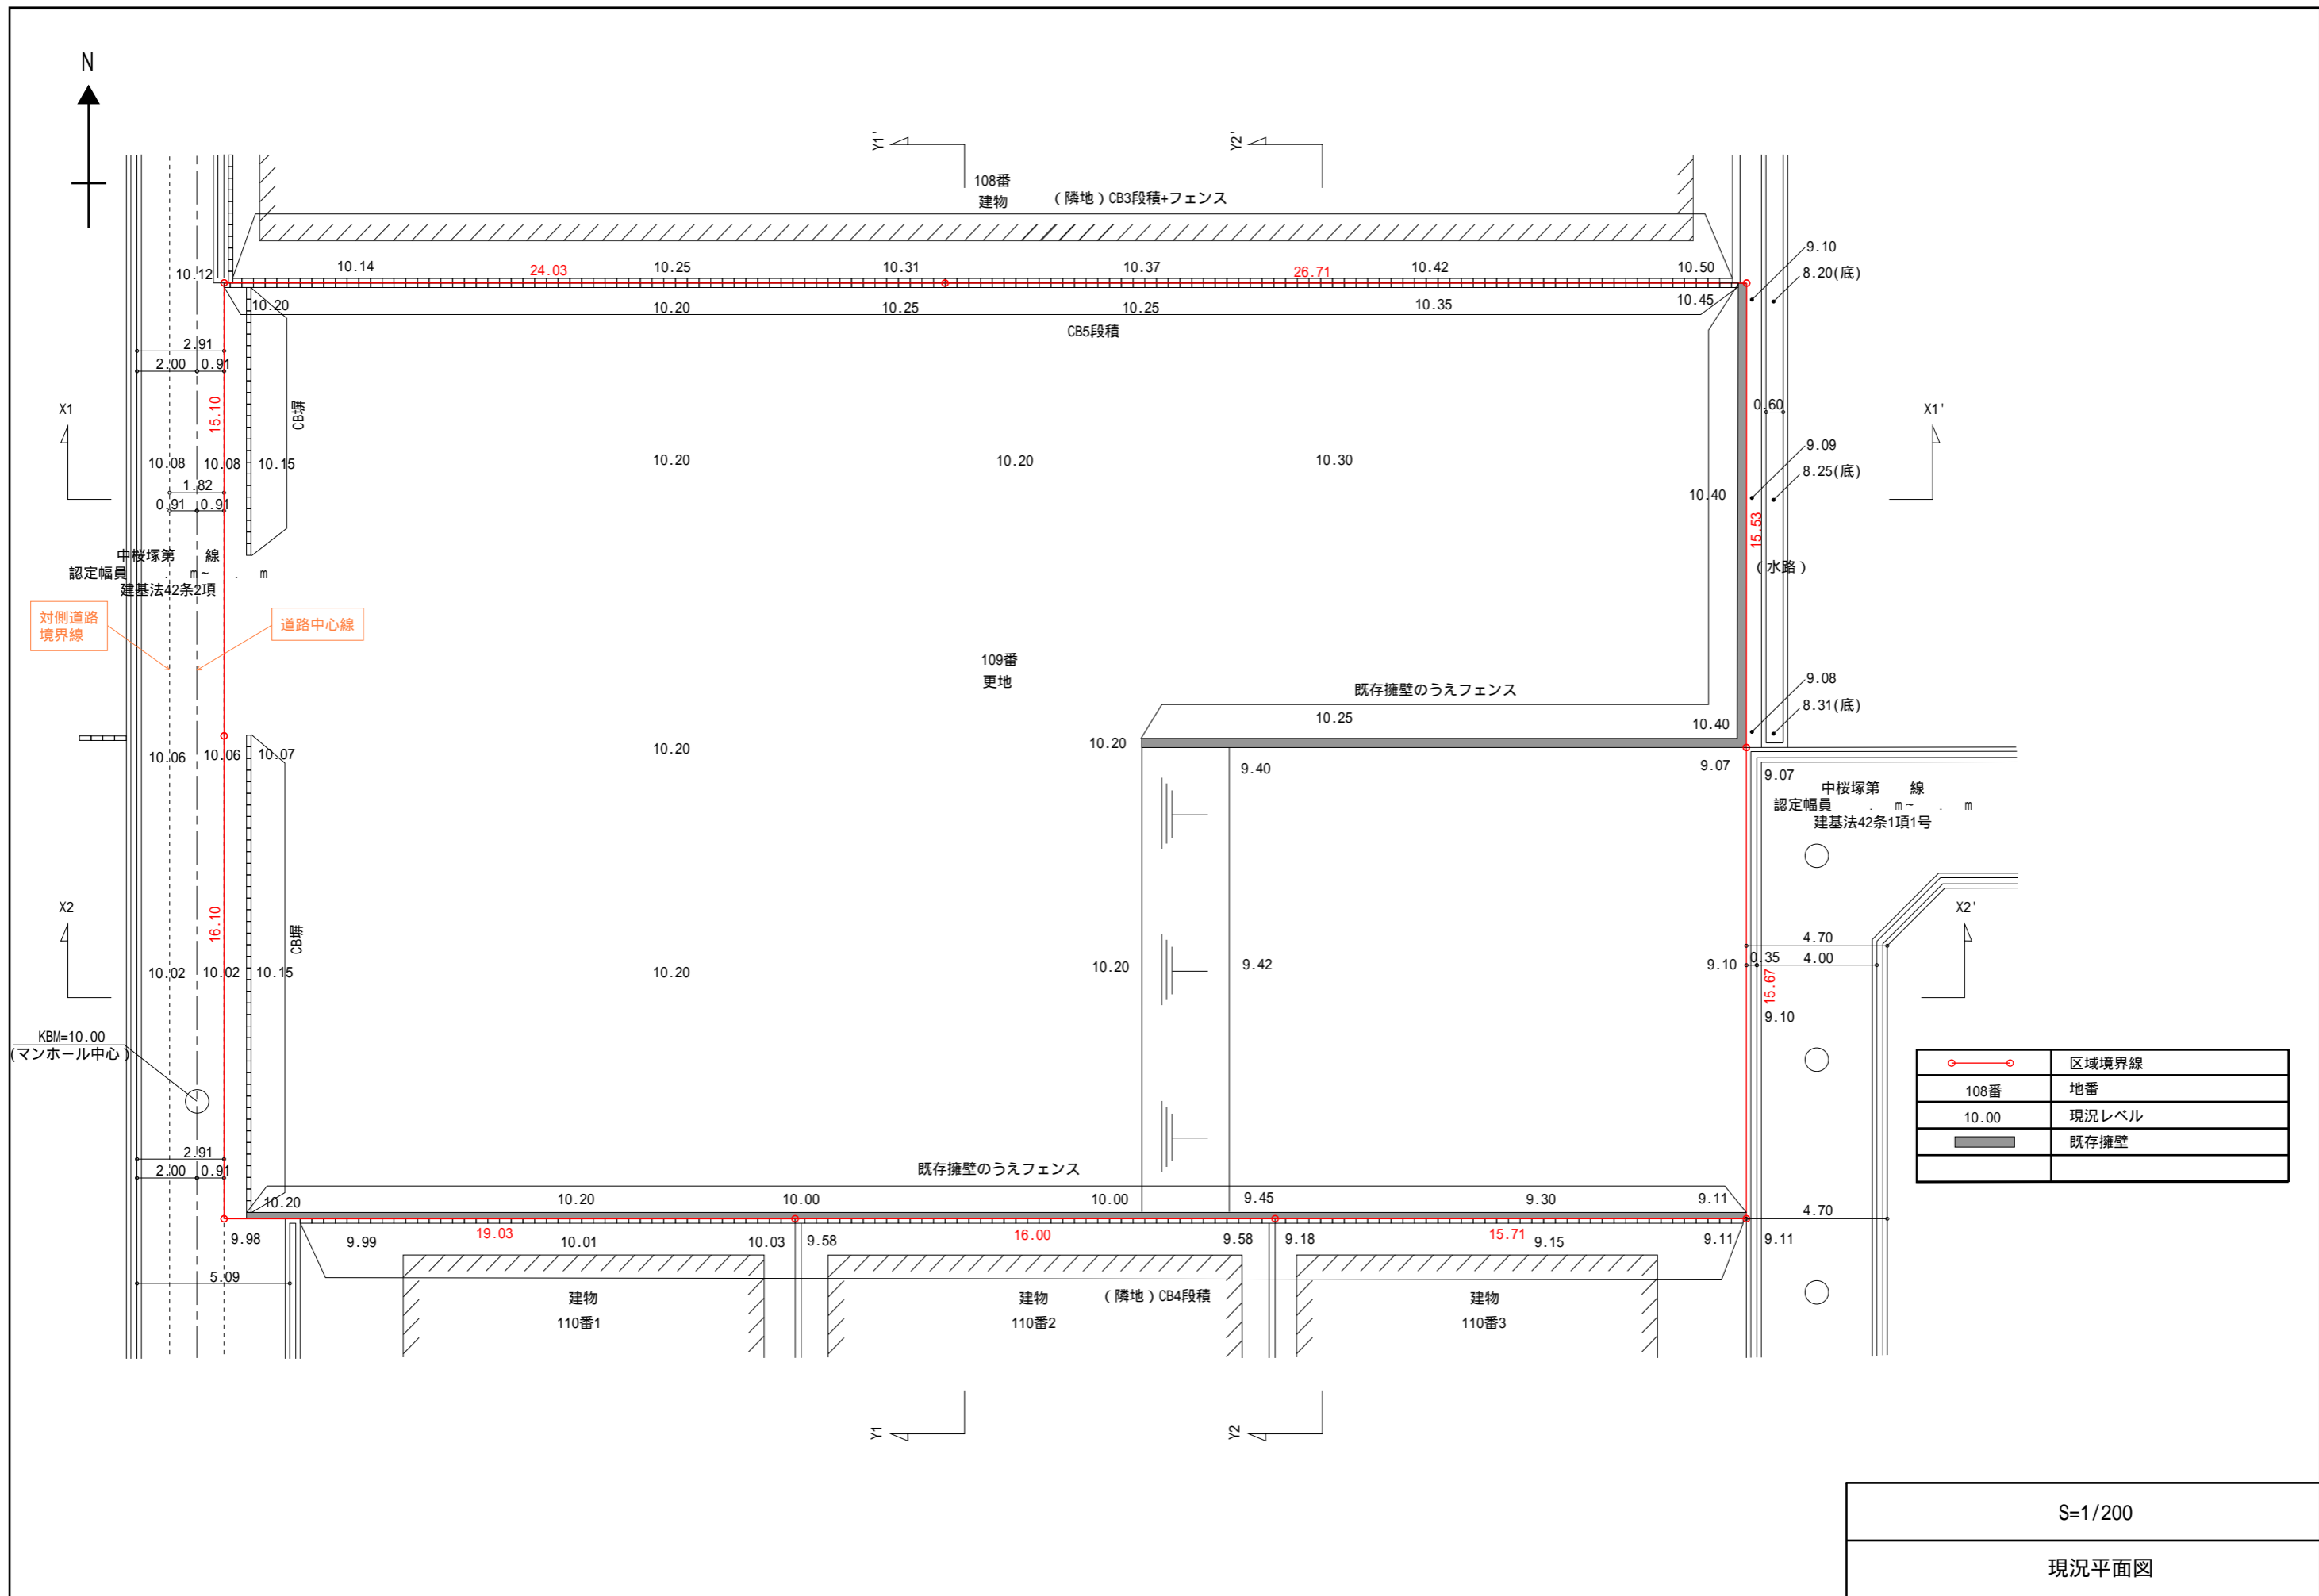 N
Y1'
Y2'
108番
建物
(隣地)CB3段積+フェンス
10.12
10.14
24.03
10.25
10.31
10.37
26.71
10.42
10.50
9.10
8.20(底)
10.20
10.20
10.25
10.25
10.35
10.45
CB5段積
2.91
2.00
0.91
15.10
CB塀
X1
X1'
0.60
10.08
10.08
10.15
10.20
10.20
10.30
10.40
9.09
8.25(底)
1.82
0.91
0.91
15.53
(水路)
中桜塚第 線
認定幅員 . m~ . m
建基法42条2項
対側道路
境界線
道路中心線
109番
更地
既存擁壁のうえフェンス
10.25
10.40
9.08
8.31(底)
10.06
10.06
10.07
10.20
10.20
9.40
9.07
9.07
中桜塚第 線
認定幅員 . m~ . m
建基法42条1項1号
X2
X2'
16.10
CB塀
10.02
10.02
10.15
10.20
10.20
9.42
9.10
4.70
0.35
4.00
15.67
9.10
KBM=10.00
(マンホール中心)
区域境界線
108番
地番
10.00
現況レベル
既存擁壁
2.91
2.00
0.91
既存擁壁のうえフェンス
10.20
10.20
10.00
10.00
9.45
9.30
9.11
4.70
9.98
9.99
19.03
10.01
10.03
9.58
16.00
9.58
9.18
15.71
9.15
9.11
9.11
5.09
建物
110番1
建物
110番2
(隣地)CB4段積
建物
110番3
Y1
Y2
S=1/200
現況平面図